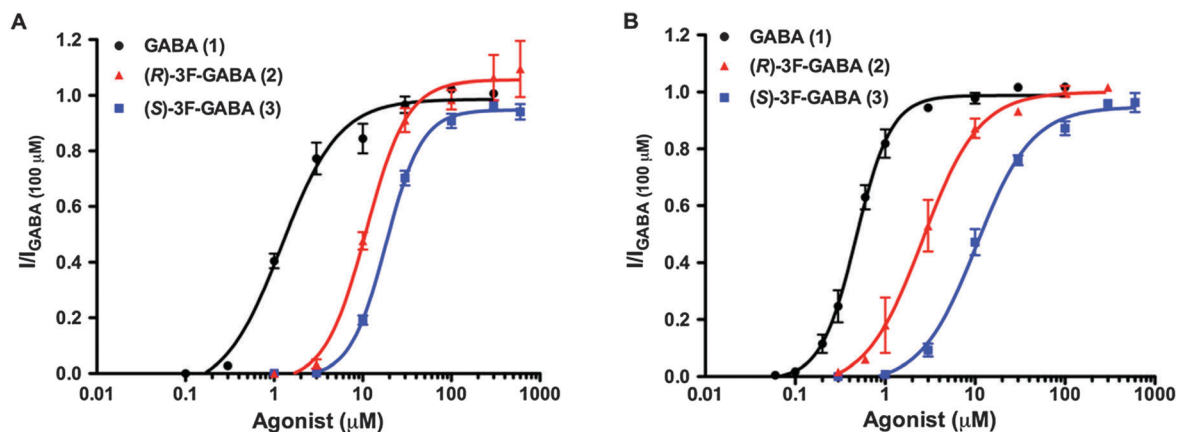 A
GABA (1)
(R)-3F-GABA (2)
(S)-3F-GABA (3)
1.2
1.0
0.8
0.6
0.4
0.2
0.0
I/I GABA (100 μM)
0.01 0.1 1 10 100 1000
Agonist (μM)
B
GABA (1)
(R)-3F-GABA (2)
(S)-3F-GABA (3)
1.2
1.0
0.8
0.6
0.4
0.2
0.0
I/I GABA (100 μM)
0.01 0.1 1 10 100 1000
Agonist (μM)